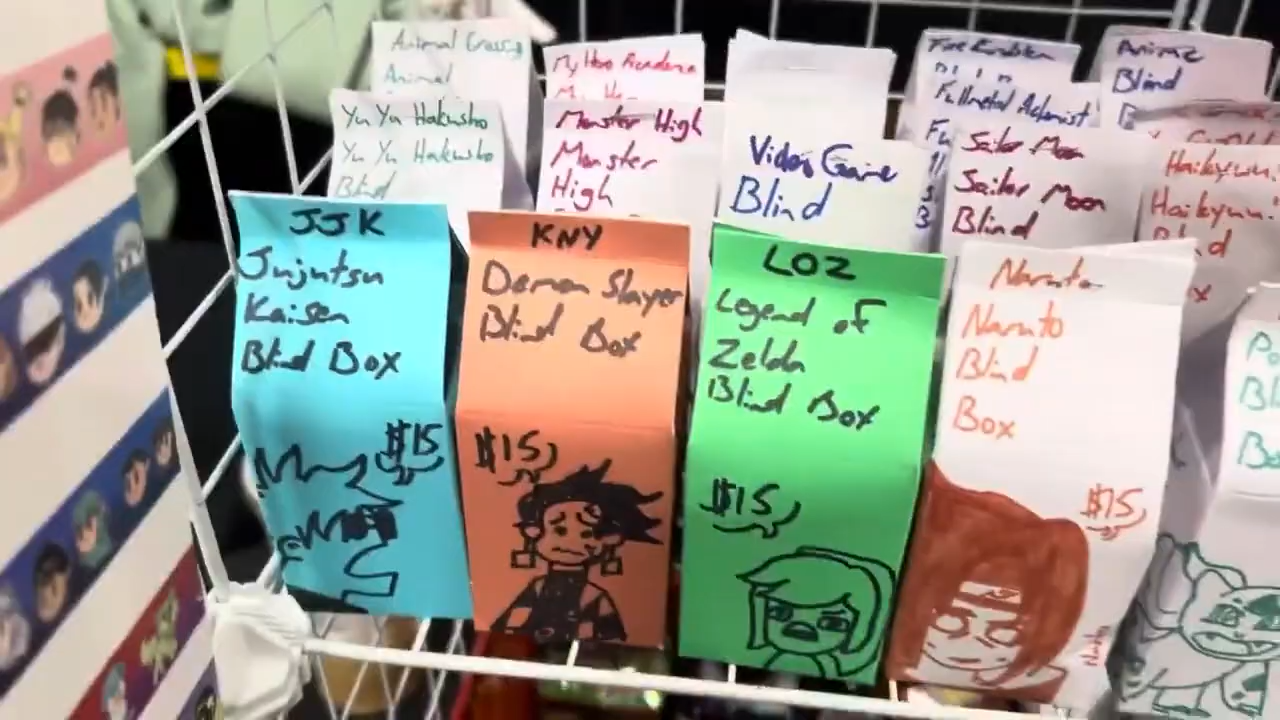 Animal Crossing
Animal
My Hero Academia
Fire Emblem
Fullmetal Alchemist
Anime
Blind
Yu Yu Hakusho
Yu Yu Hakusho
Blind
Monster High
Monster
High
Video Game
Blind
Sailor Moon
Sailor Moon
Blind
Haikyuu!
Haikyuu!
JJK
Jujutsu
Kaisen
Blind Box
$15
KNY
Demon Slayer
Blind Box
$15
LOZ
Legend of
Zelda
Blind Box
$15
Naruto
Naruto
Blind
Box
$15